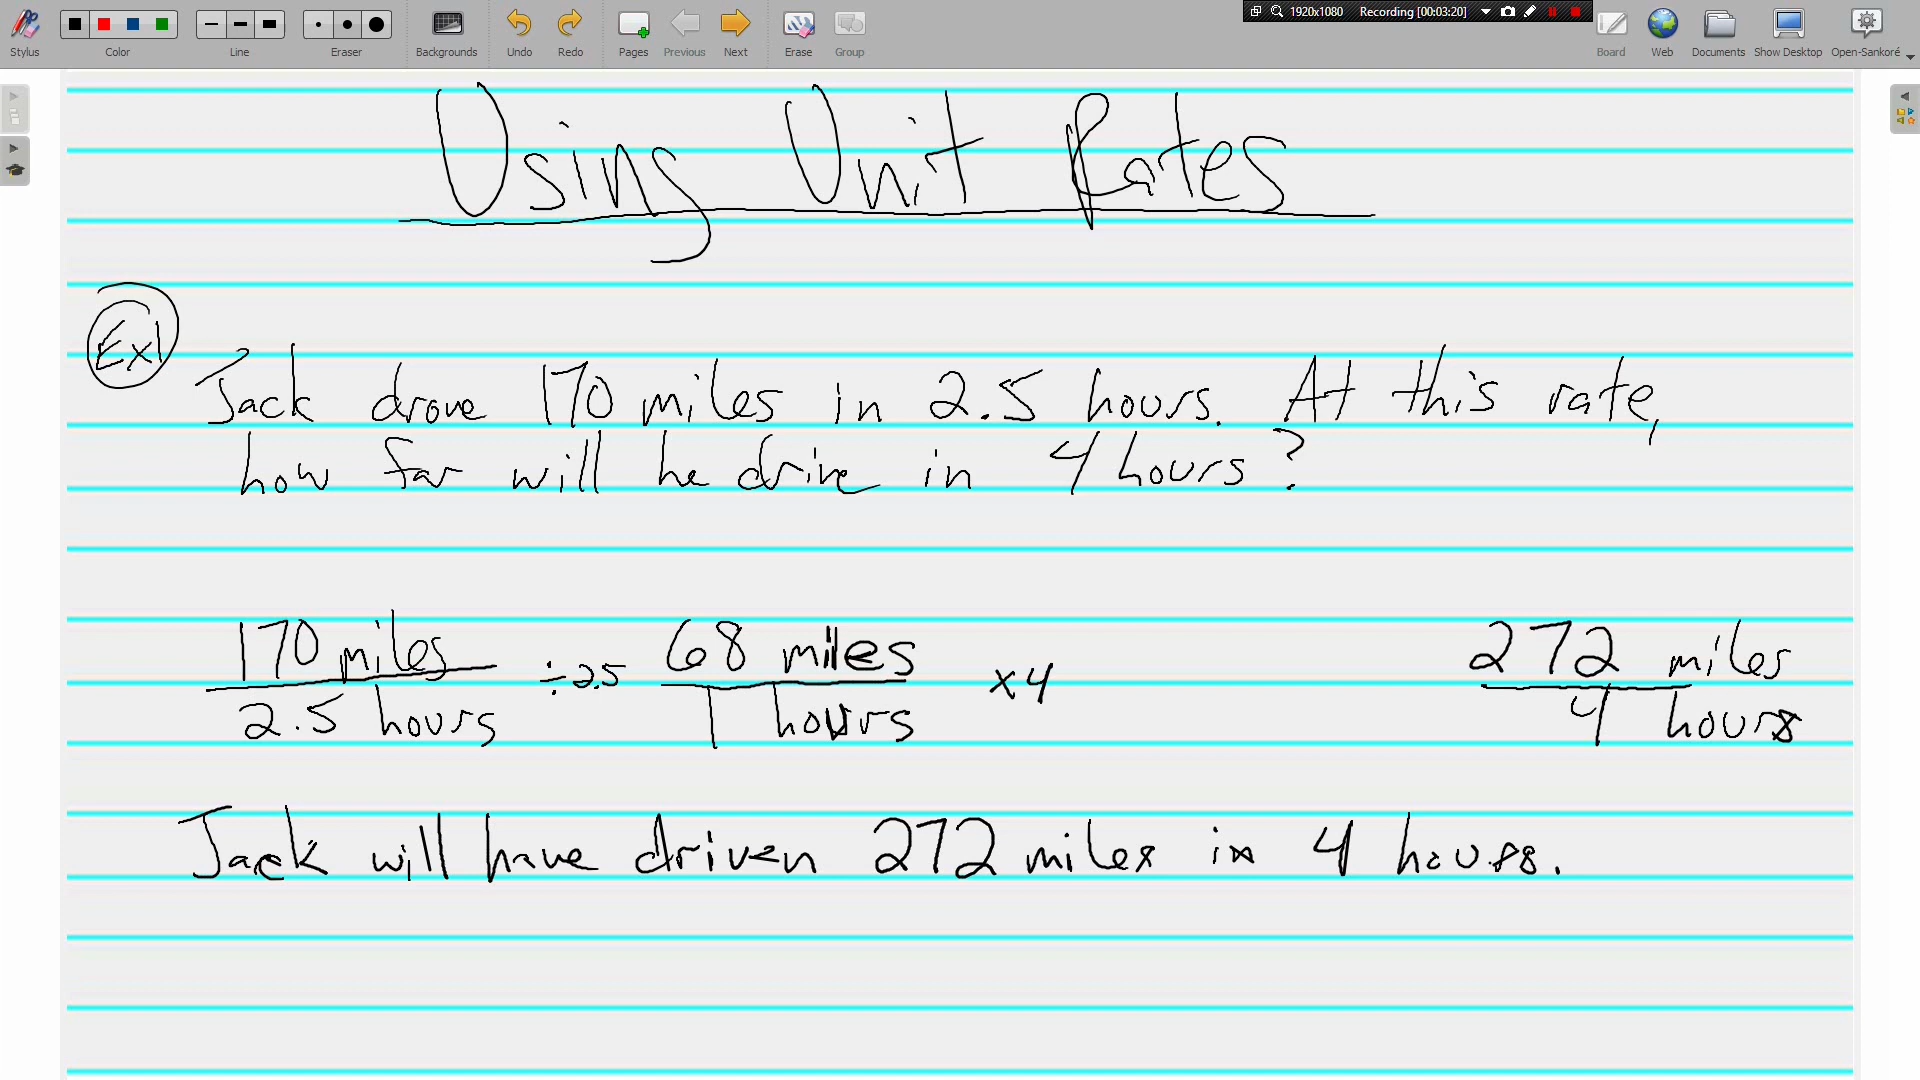 1920x1080 Recording [00:03:20]
Stylus Color Line Eraser Backgrounds Undo Redo Pages Previous Next Erase Group Board Web Documents Show Desktop Open-Sankoré
Using Unit Rates
Ex1
Jack drove 170 miles in 2.5 hours. At this rate,
how far will he drive in 4 hours?
170 miles ÷2.5 68 miles x4 272 miles
2.5 hours 1 hours 4 hours
Jack will have driven 272 miles in 4 hours.